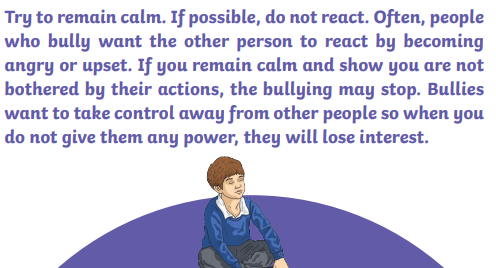 Try to remain calm. If possible, do not react. Often, people
who bully want the other person to react by becoming
angry or upset. If you remain calm and show you are not
bothered by their actions, the bullying may stop. Bullies
want to take control away from other people so when you
do not give them any power, they will lose interest.